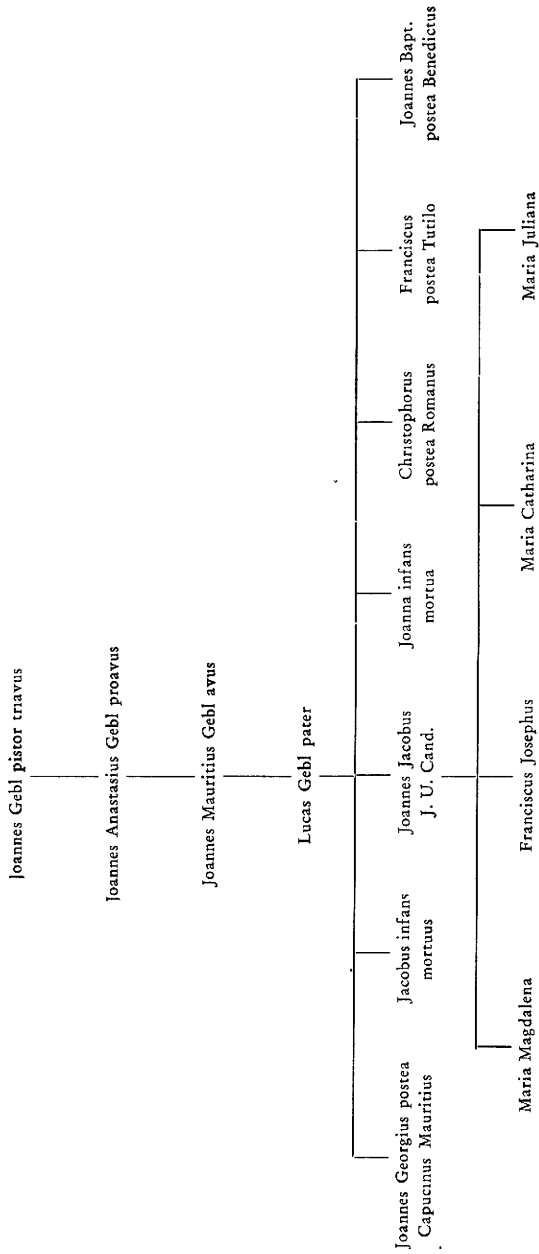 Joannes Gebl pistor triavus
Joannes Anastasius Gebl proavus
Joannes Mauritius Gebl avus
Lucas Gebl pater
Joannes Georgius postea
Capucinus Mauritius
Jacobus infans
mortuus
Joannes Jacobus
J. U. Cand.
Joanna infans
mortua
Christophorus
postea Romanus
Franciscus
postea Tutilo
Joannes Bapt.
postea Benedictus
Maria Magdalena
Franciscus Josephus
Maria Catharina
Maria Juliana